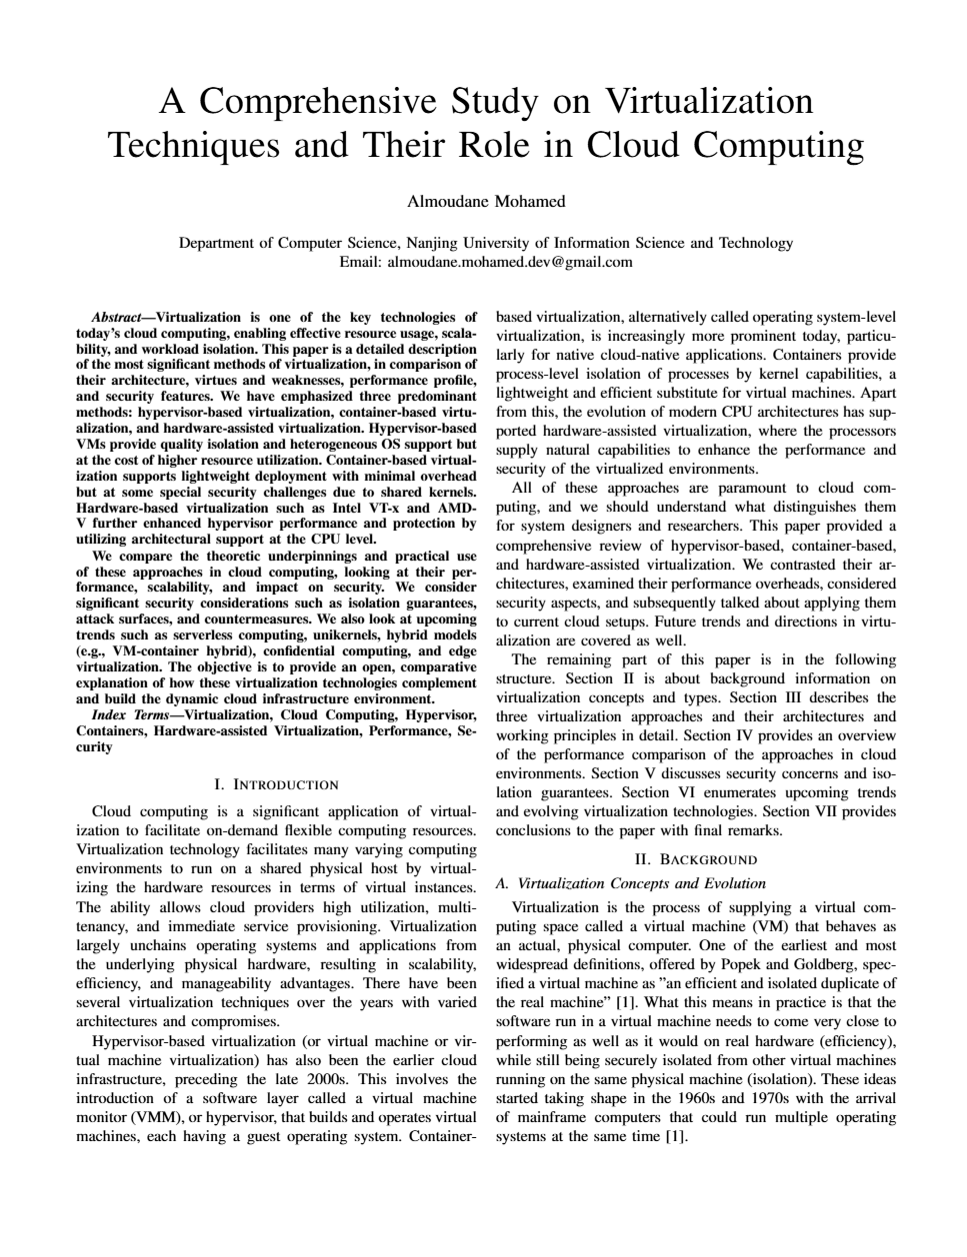 A Comprehensive Study on Virtualization
Techniques and Their Role in Cloud Computing
Almoudane Mohamed
Department of Computer Science, Nanjing University of Information Science and Technology
Email: almoudane.mohamed.dev@gmail.com
Abstract—Virtualization is one of the key technologies of
today's cloud computing, enabling effective resource usage, scala-
bility, and workload isolation. This paper is a detailed description
of the most significant methods of virtualization, in comparison of
their architecture, virtues and weaknesses, performance profile,
and security features. We have emphasized three predominant
methods: hypervisor-based virtualization, container-based virtu-
alization, and hardware-assisted virtualization. Hypervisor-based
VMs provide quality isolation and heterogeneous OS support but
at the cost of higher resource utilization. Container-based virtual-
ization supports lightweight deployment with minimal overhead
but at some special security challenges due to shared kernels.
Hardware-based virtualization such as Intel VT-x and AMD-
V further enhanced hypervisor performance and protection by
utilizing architectural support at the CPU level.
We compare the theoretic underpinnings and practical use
of these approaches in cloud computing, looking at their per-
formance, scalability, and impact on security. We consider
significant security considerations such as isolation guarantees,
attack surfaces, and countermeasures. We also look at upcoming
trends such as serverless computing, unikernels, hybrid models
(e.g., VM-container hybrid), confidential computing, and edge
virtualization. The objective is to provide an open, comparative
explanation of how these virtualization technologies complement
and build the dynamic cloud infrastructure environment.
Index Terms—Virtualization, Cloud Computing, Hypervisor,
Containers, Hardware-assisted Virtualization, Performance, Se-
curity
I. INTRODUCTION
Cloud computing is a significant application of virtual-
ization to facilitate on-demand flexible computing resources.
Virtualization technology facilitates many varying computing
environments to run on a shared physical host by virtual-
izing the hardware resources in terms of virtual instances.
The ability allows cloud providers high utilization, multi-
tenancy, and immediate service provisioning. Virtualization
largely unchains operating systems and applications from
the underlying physical hardware, resulting in scalability,
efficiency, and manageability advantages. There have been
several virtualization techniques over the years with varied
architectures and compromises.
Hypervisor-based virtualization (or virtual machine or vir-
tual machine virtualization) has also been the earlier cloud
infrastructure, preceding the late 2000s. This involves the
introduction of a software layer called a virtual machine
monitor (VMM), or hypervisor, that builds and operates virtual
machines, each having a guest operating system. Container-
based virtualization, alternatively called operating system-level
virtualization, is increasingly more prominent today, particu-
larly for native cloud-native applications. Containers provide
process-level isolation of processes by kernel capabilities, a
lightweight and efficient substitute for virtual machines. Apart
from this, the evolution of modern CPU architectures has sup-
ported hardware-assisted virtualization, where the processors
supply natural capabilities to enhance the performance and
security of the virtualized environments.
All of these approaches are paramount to cloud com-
puting, and we should understand what distinguishes them
for system designers and researchers. This paper provided a
comprehensive review of hypervisor-based, container-based,
and hardware-assisted virtualization. We contrasted their ar-
chitectures, examined their performance overheads, considered
security aspects, and subsequently talked about applying them
to current cloud setups. Future trends and directions in virtu-
alization are covered as well.
The remaining part of this paper is in the following
structure. Section II is about background information on
virtualization concepts and types. Section III describes the
three virtualization approaches and their architectures and
working principles in detail. Section IV provides an overview
of the performance comparison of the approaches in cloud
environments. Section V discusses security concerns and iso-
lation guarantees. Section VI enumerates upcoming trends
and evolving virtualization technologies. Section VII provides
conclusions to the paper with final remarks.
II. BACKGROUND
A. Virtualization Concepts and Evolution
Virtualization is the process of supplying a virtual com-
puting space called a virtual machine (VM) that behaves as
an actual, physical computer. One of the earliest and most
widespread definitions, offered by Popek and Goldberg, spec-
ified a virtual machine as ”an efficient and isolated duplicate of
the real machine” [1]. What this means in practice is that the
software run in a virtual machine needs to come very close to
performing as well as it would on real hardware (efficiency),
while still being securely isolated from other virtual machines
running on the same physical machine (isolation). These ideas
started taking shape in the 1960s and 1970s with the arrival
of mainframe computers that could run multiple operating
systems at the same time [1].